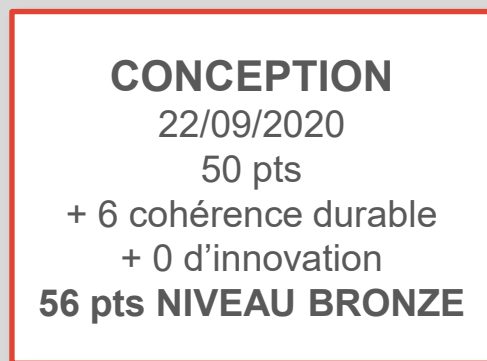 CONCEPTION
22/09/2020
50 pts
+ 6 cohérence durable
+ 0 d’innovation
56 pts NIVEAU BRONZE